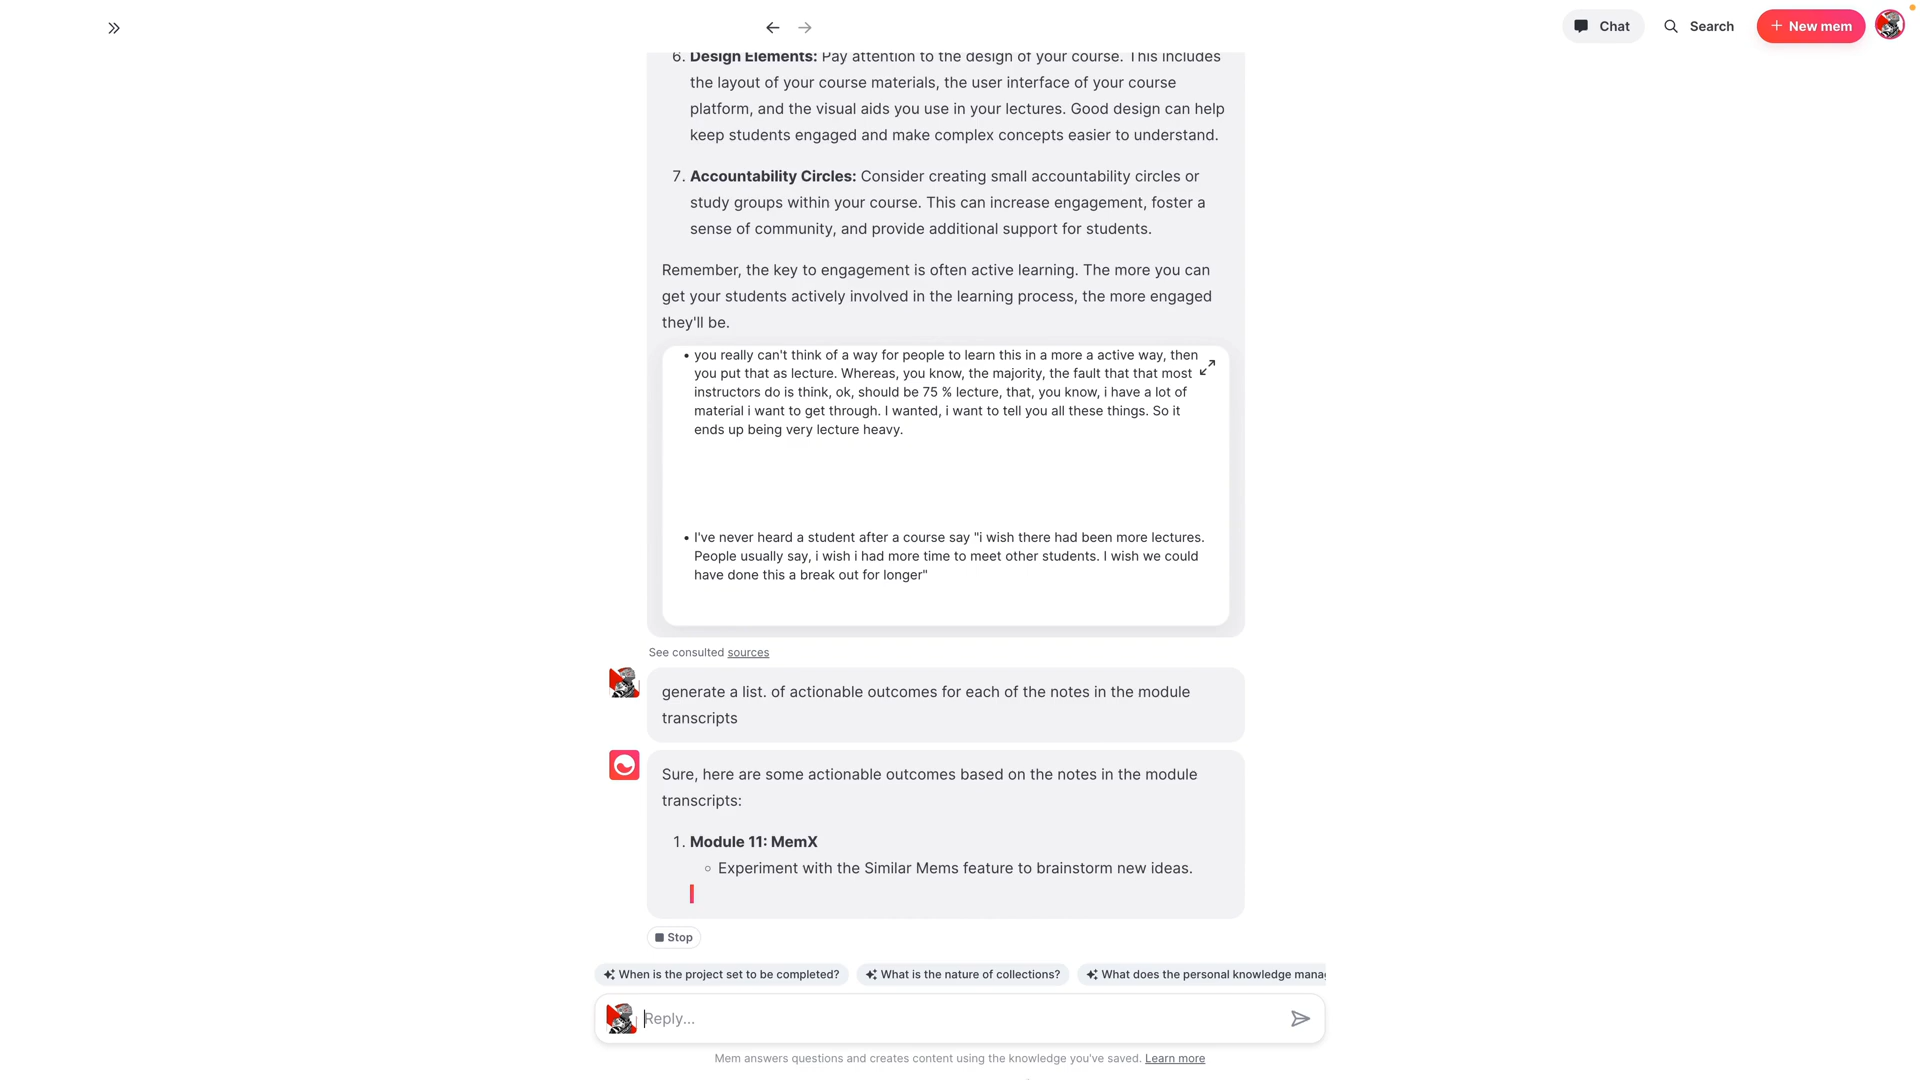 Chat
Search
+ New mem
6. Design Elements: Pay attention to the design of your course. This includes
the layout of your course materials, the user interface of your course
platform, and the visual aids you use in your lectures. Good design can help
keep students engaged and make complex concepts easier to understand.
7. Accountability Circles: Consider creating small accountability circles or
study groups within your course. This can increase engagement, foster a
sense of community, and provide additional support for students.
Remember, the key to engagement is often active learning. The more you can
get your students actively involved in the learning process, the more engaged
they'll be.
• you really can't think of a way for people to learn this in a more a active way, then
you put that as lecture. Whereas, you know, the majority, the fault that that most
instructors do is think, ok, should be 75 % lecture, that, you know, i have a lot of
material i want to get through. I wanted, i want to tell you all these things. So it
ends up being very lecture heavy.
• I've never heard a student after a course say "i wish there had been more lectures.
People usually say, i wish i had more time to meet other students. I wish we could
have done this a break out for longer"
See consulted sources
generate a list. of actionable outcomes for each of the notes in the module
transcripts
Sure, here are some actionable outcomes based on the notes in the module
transcripts:
1. Module 11: MemX
◦ Experiment with the Similar Mems feature to brainstorm new ideas.
Stop
When is the project set to be completed?
What is the nature of collections?
What does the personal knowledge mana
Reply...
Mem answers questions and creates content using the knowledge you've saved. Learn more